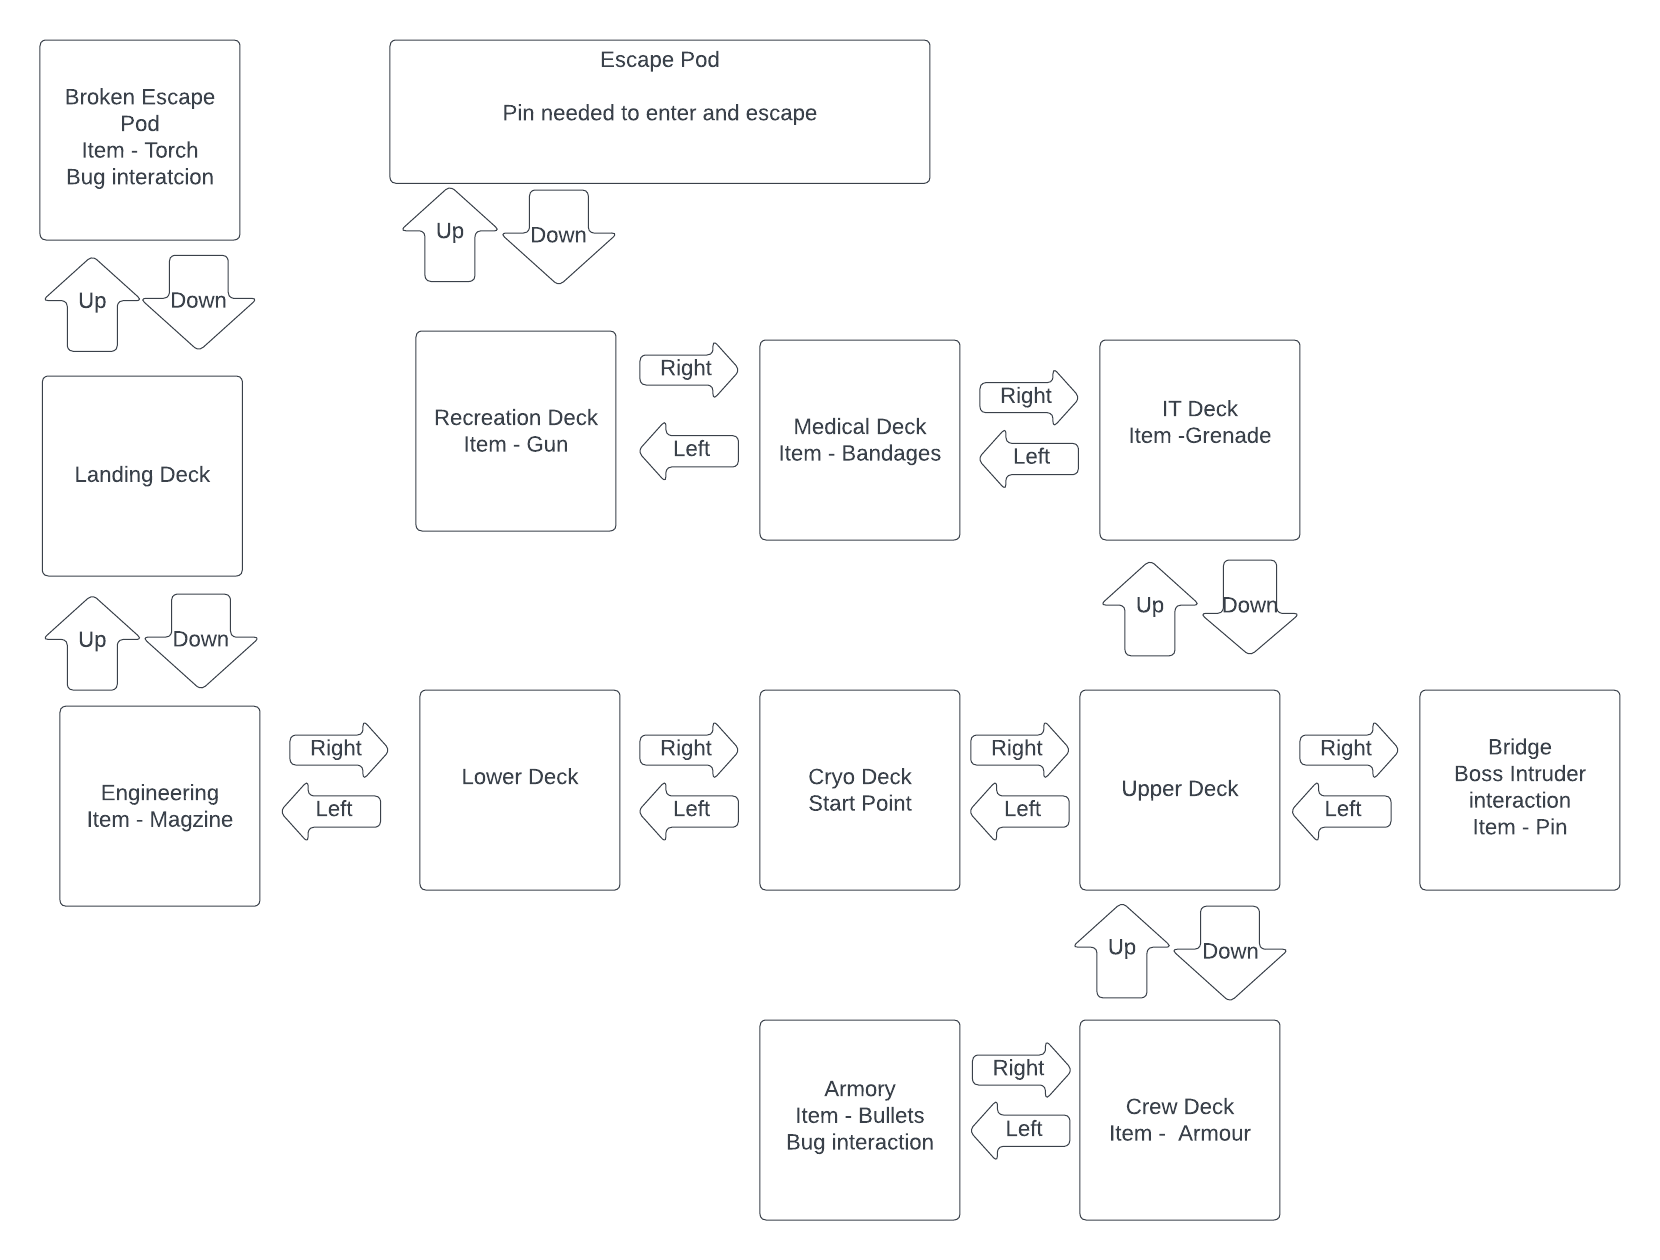 Broken Escape
Pod
Item - Torch
Bug interatcion
Escape Pod
Pin needed to enter and escape
Up
Down
Up
Down
Landing Deck
Recreation Deck
Item - Gun
Right
Left
Medical Deck
Item - Bandages
Right
Left
IT Deck
Item -Grenade
Up
Down
Up
Down
Engineering
Item - Magzine
Right
Left
Lower Deck
Right
Left
Cryo Deck
Start Point
Right
Left
Upper Deck
Right
Left
Bridge
Boss Intruder
interaction
Item - Pin
Up
Down
Armory
Item - Bullets
Bug interaction
Right
Left
Crew Deck
Item -  Armour